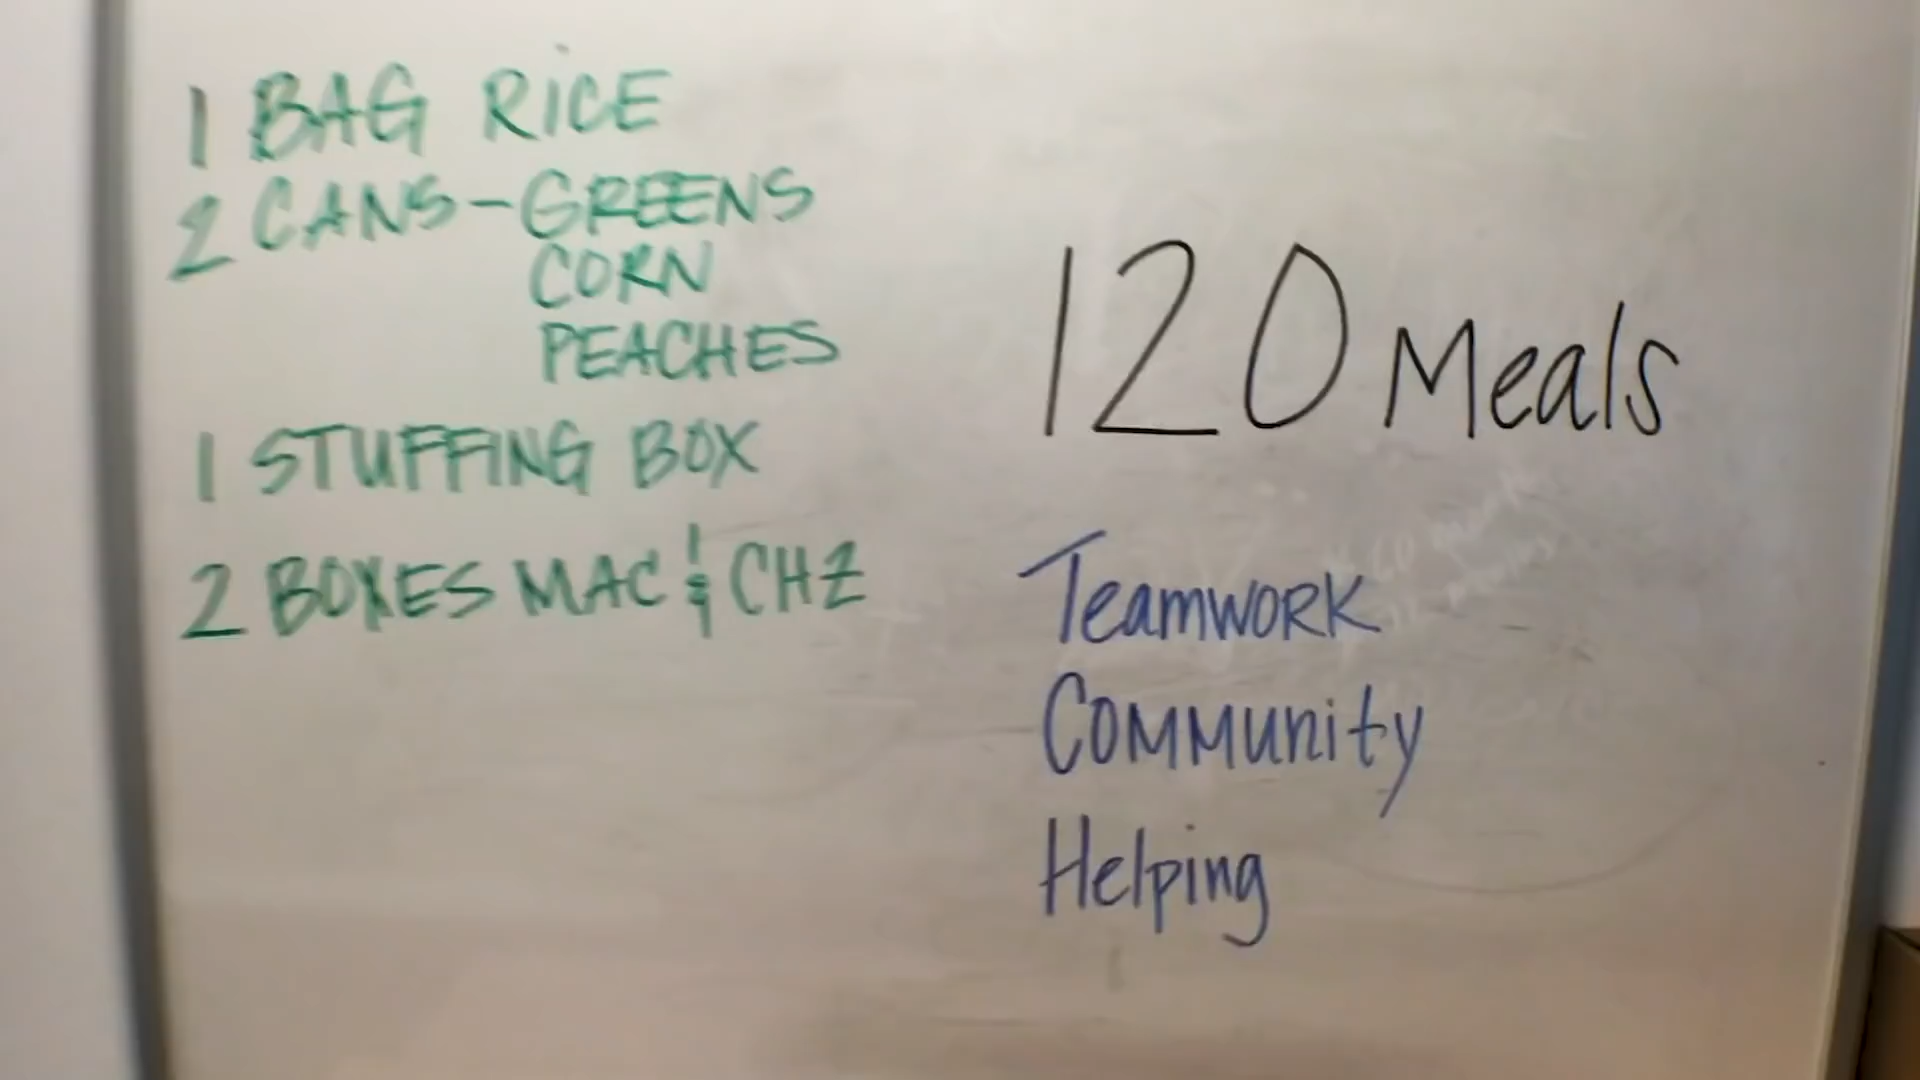 1 BAG RICE
2 CANS - GREENS
CORN
PEACHES
1 STUFFING BOX
2 BOXES MAC & CHZ
120 Meals
Teamwork
Community
Helping